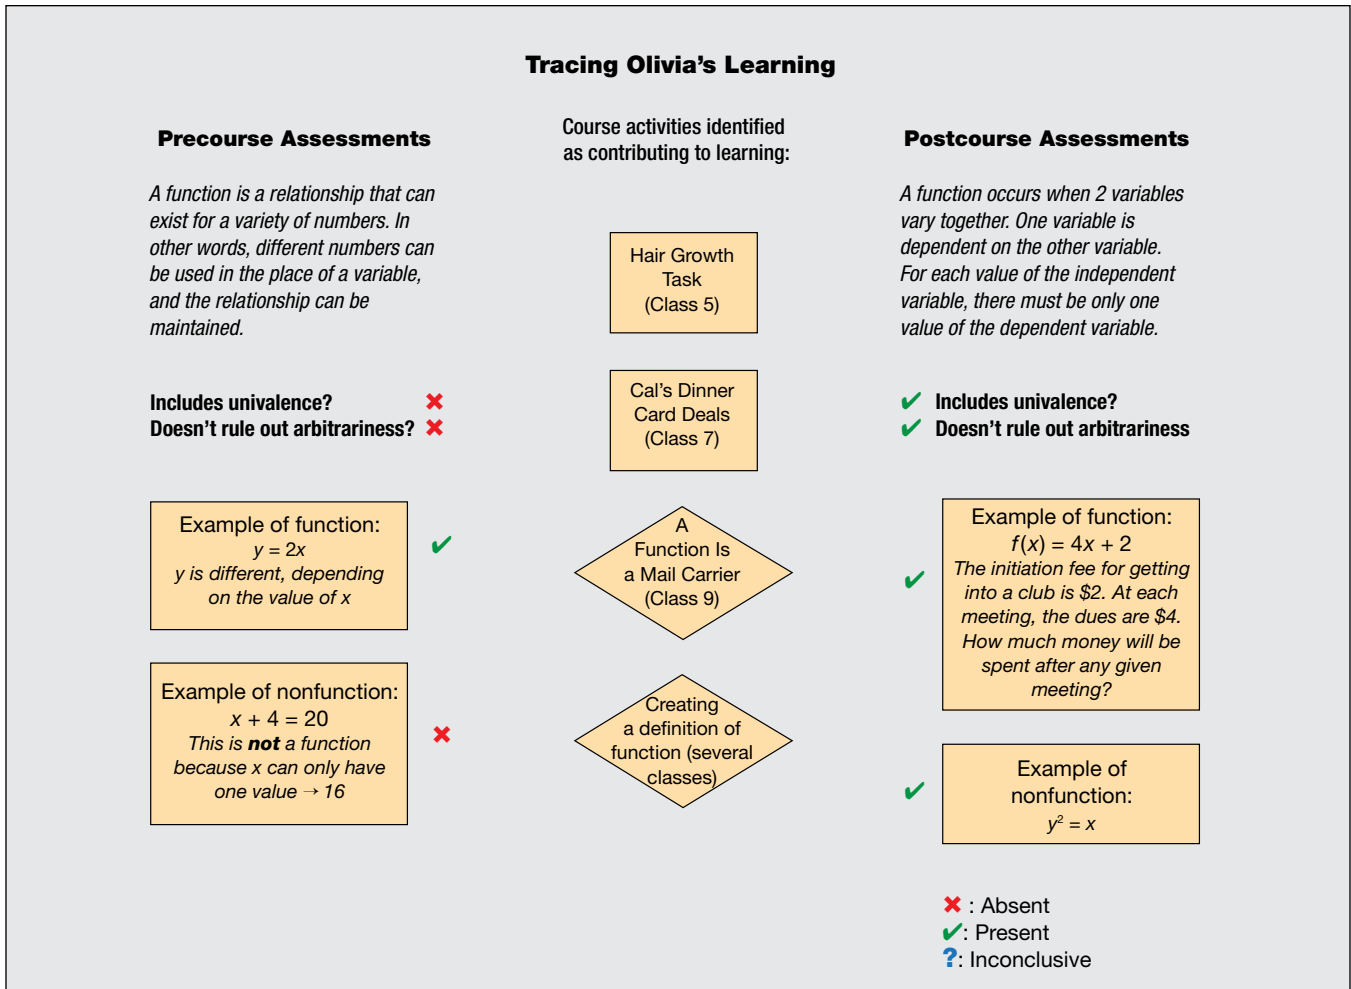 Tracing Olivia's Learning
Precourse Assessments
A function is a relationship that can
exist for a variety of numbers. In
other words, different numbers can
be used in the place of a variable,
and the relationship can be
maintained.
Includes univalence? ✖
Doesn't rule out arbitrariness? ✖
Example of function:
y = 2x
y is different, depending
on the value of x
✔
Example of nonfunction:
x + 4 = 20
This is not a function
because x can only have
one value → 16
✖
Course activities identified
as contributing to learning:
Hair Growth
Task
(Class 5)
Cal's Dinner
Card Deals
(Class 7)
A
Function Is
a Mail Carrier
(Class 9)
Creating
a definition of
function (several
classes)
Postcourse Assessments
A function occurs when 2 variables
vary together. One variable is
dependent on the other variable.
For each value of the independent
variable, there must be only one
value of the dependent variable.
✔ Includes univalence?
✔ Doesn't rule out arbitrariness
✔
Example of function:
f(x) = 4x + 2
The initiation fee for getting
into a club is $2. At each
meeting, the dues are $4.
How much money will be
spent after any given
meeting?
✔
Example of
nonfunction:
y² = x
✖ : Absent
✔: Present
?: Inconclusive